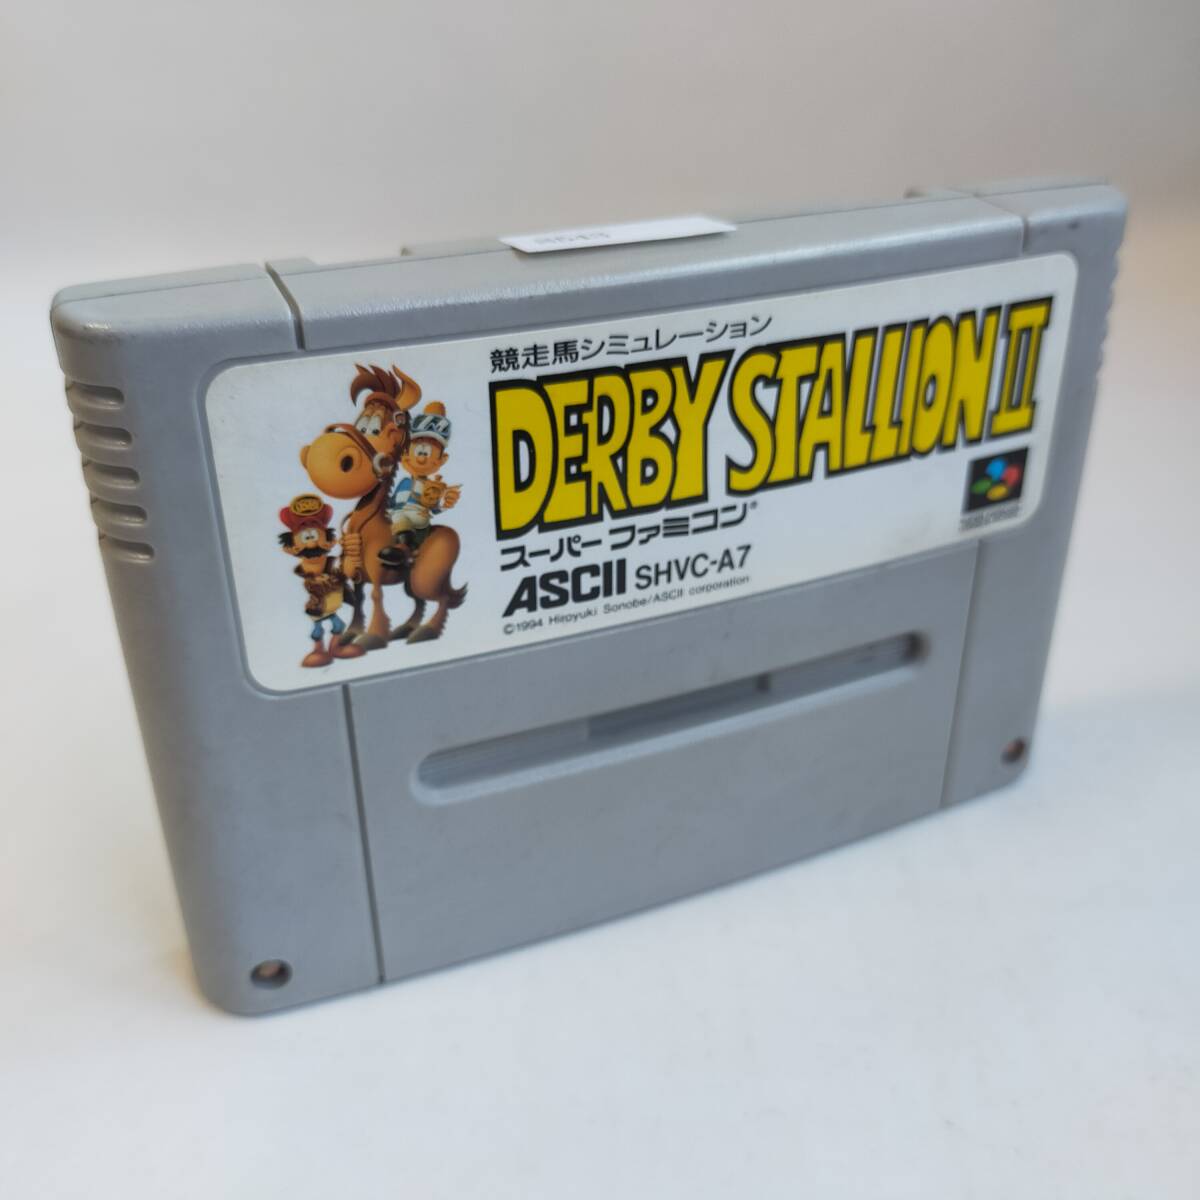 競走馬シミュレーション
DERBY STALLION II
スーパーファミコン
ASCII SHVC-A7
©1994 Hiroyuki Sonobe/ASCII corporation